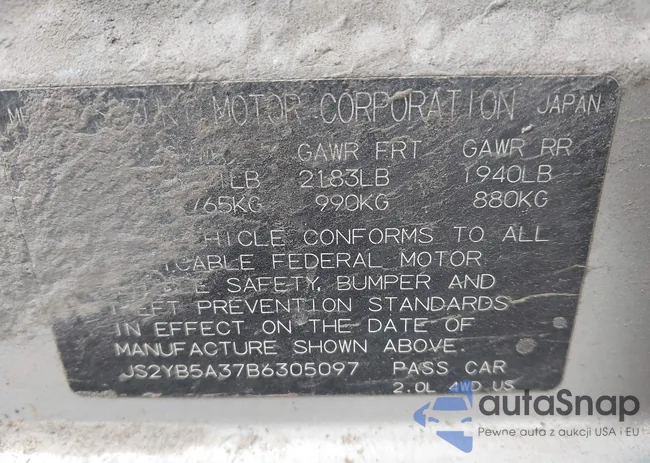 MOTOR CORPORATION JAPAN
GAWR FRT GAWR RR
LB 2183LB 1940LB
765KG 990KG 880KG
HICLE CONFORMS TO ALL
CABLE FEDERAL MOTOR
SAFETY, BUMPER AND
PREVENTION STANDARDS
IN EFFECT ON THE DATE OF
MANUFACTURE SHOWN ABOVE.
JS2YB5A37B6305097 PASS CAR
2.0L 4WD US
autoSnap
Pewne auta z aukcji USA i EU